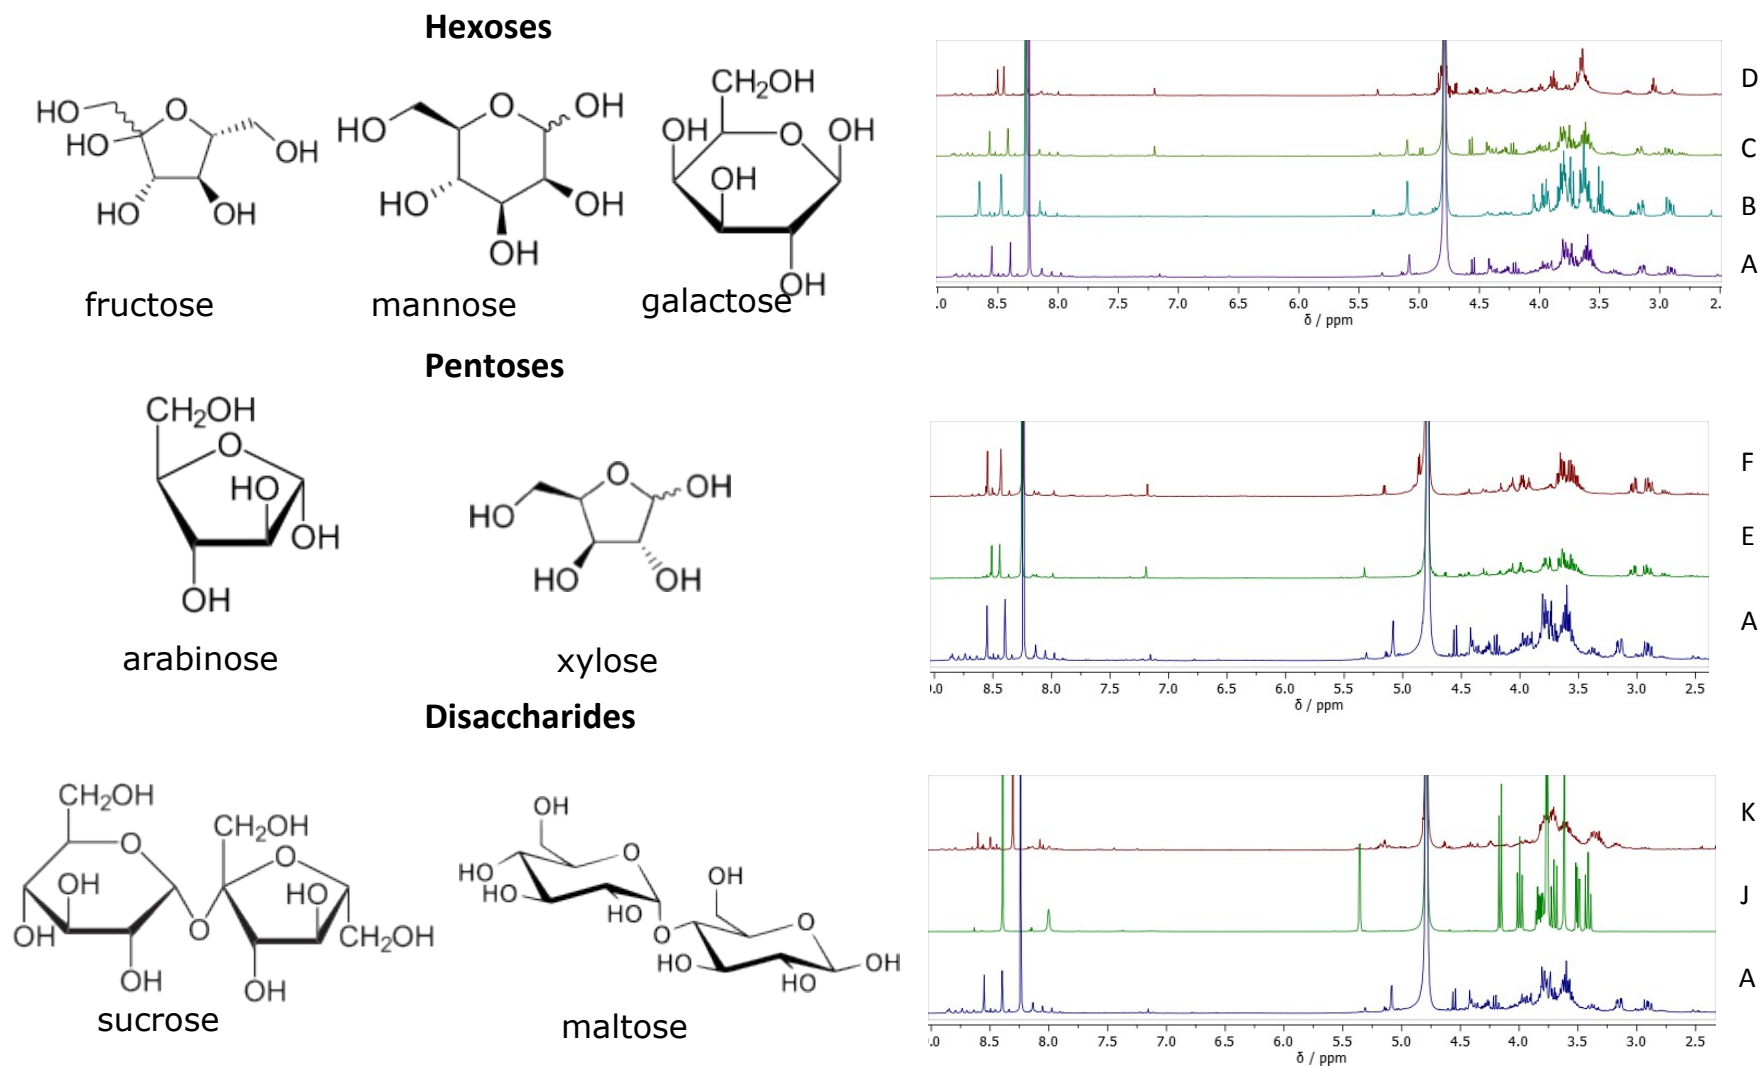 Hexoses
HO
O
HO
OH
HO
OH
fructose
HO
O
OH
HO
OH
OH
mannose
CH₂OH
OH
O
OH
OH
OH
galactose
D
C
B
A
.0 8.5 8.0 7.5 7.0 6.5 6.0 5.5 5.0 4.5 4.0 3.5 3.0 2.
δ / ppm
Pentoses
CH₂OH
O
HO
OH
OH
arabinose
HO
O
OH
HO
OH
xylose
F
E
A
).0 8.5 8.0 7.5 7.0 6.5 6.0 5.5 5.0 4.5 4.0 3.5 3.0 2.5
δ / ppm
Disaccharides
CH₂OH
O
OH
OH
OH
O
CH₂OH
O
HO
CH₂OH
OH
sucrose
OH
HO
O
HO
HO
O
OH
O
HO
HO
OH
maltose
K
J
A
.0 8.5 8.0 7.5 7.0 6.5 6.0 5.5 5.0 4.5 4.0 3.5 3.0 2.5
δ / ppm